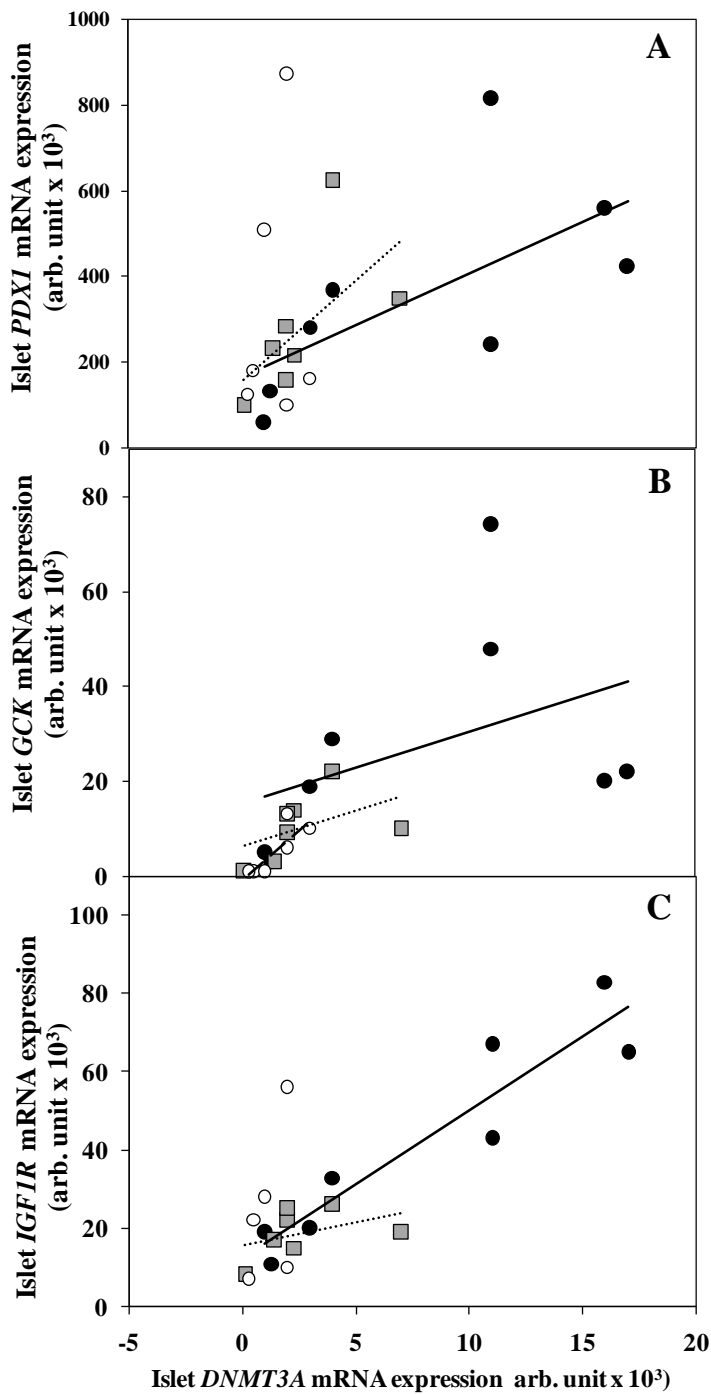 A
Islet PDX1 mRNA expression
(arb. unit x 10³)
1000
800
600
400
200
0
B
Islet GCK mRNA expression
(arb. unit x 10³)
80
60
40
20
0
C
Islet IGF1R mRNA expression
(arb. unit x 10³)
100
80
60
40
20
0
-5 0 5 10 15 20
Islet DNMT3A mRNA expression arb. unit x 10³)